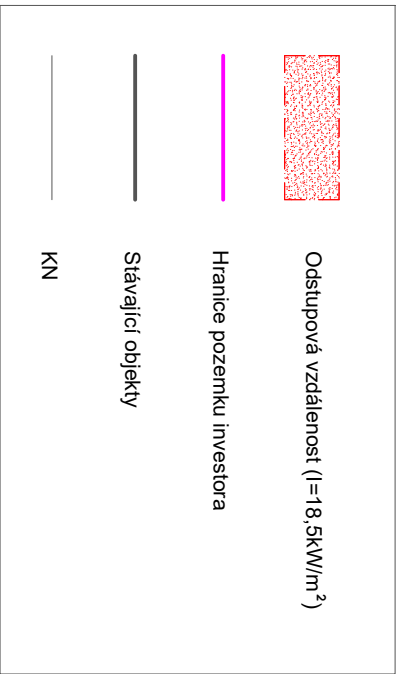 Odstupová vzdálenost (I=18,5kW/m²)
Hranice pozemku investora
Stávající objekty
KN